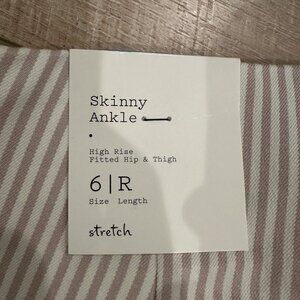 Skinny
Ankle
•
High Rise
Fitted Hip & Thigh
6|R
Size Length
stretch